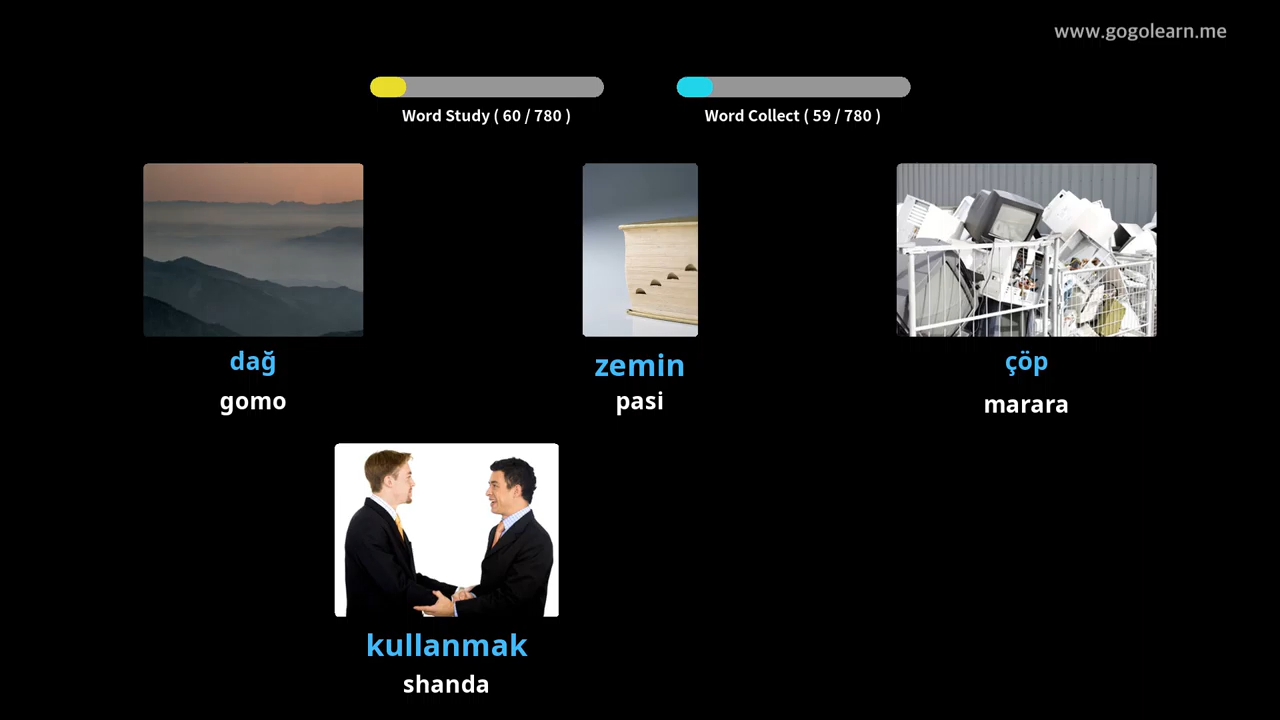 www.gogolearn.me
Word Study ( 60 / 780 )
Word Collect ( 59 / 780 )
dağ
gomo
zemin
pasi
çöp
marara
kullanmak
shanda